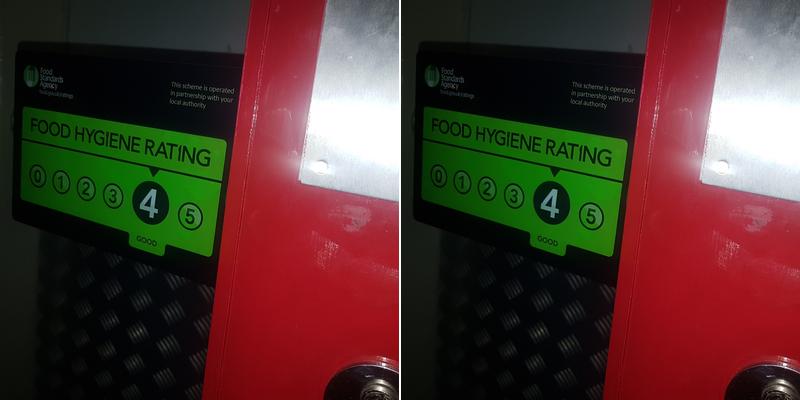 Food
Standards
Agency
This scheme is operated
in partnership with your
local authority
FOOD HYGIENE RATING
0 1 2 3 4 5
GOOD
Food
Standards
Agency
This scheme is operated
in partnership with your
local authority
FOOD HYGIENE RATING
0 1 2 3 4 5
GOOD